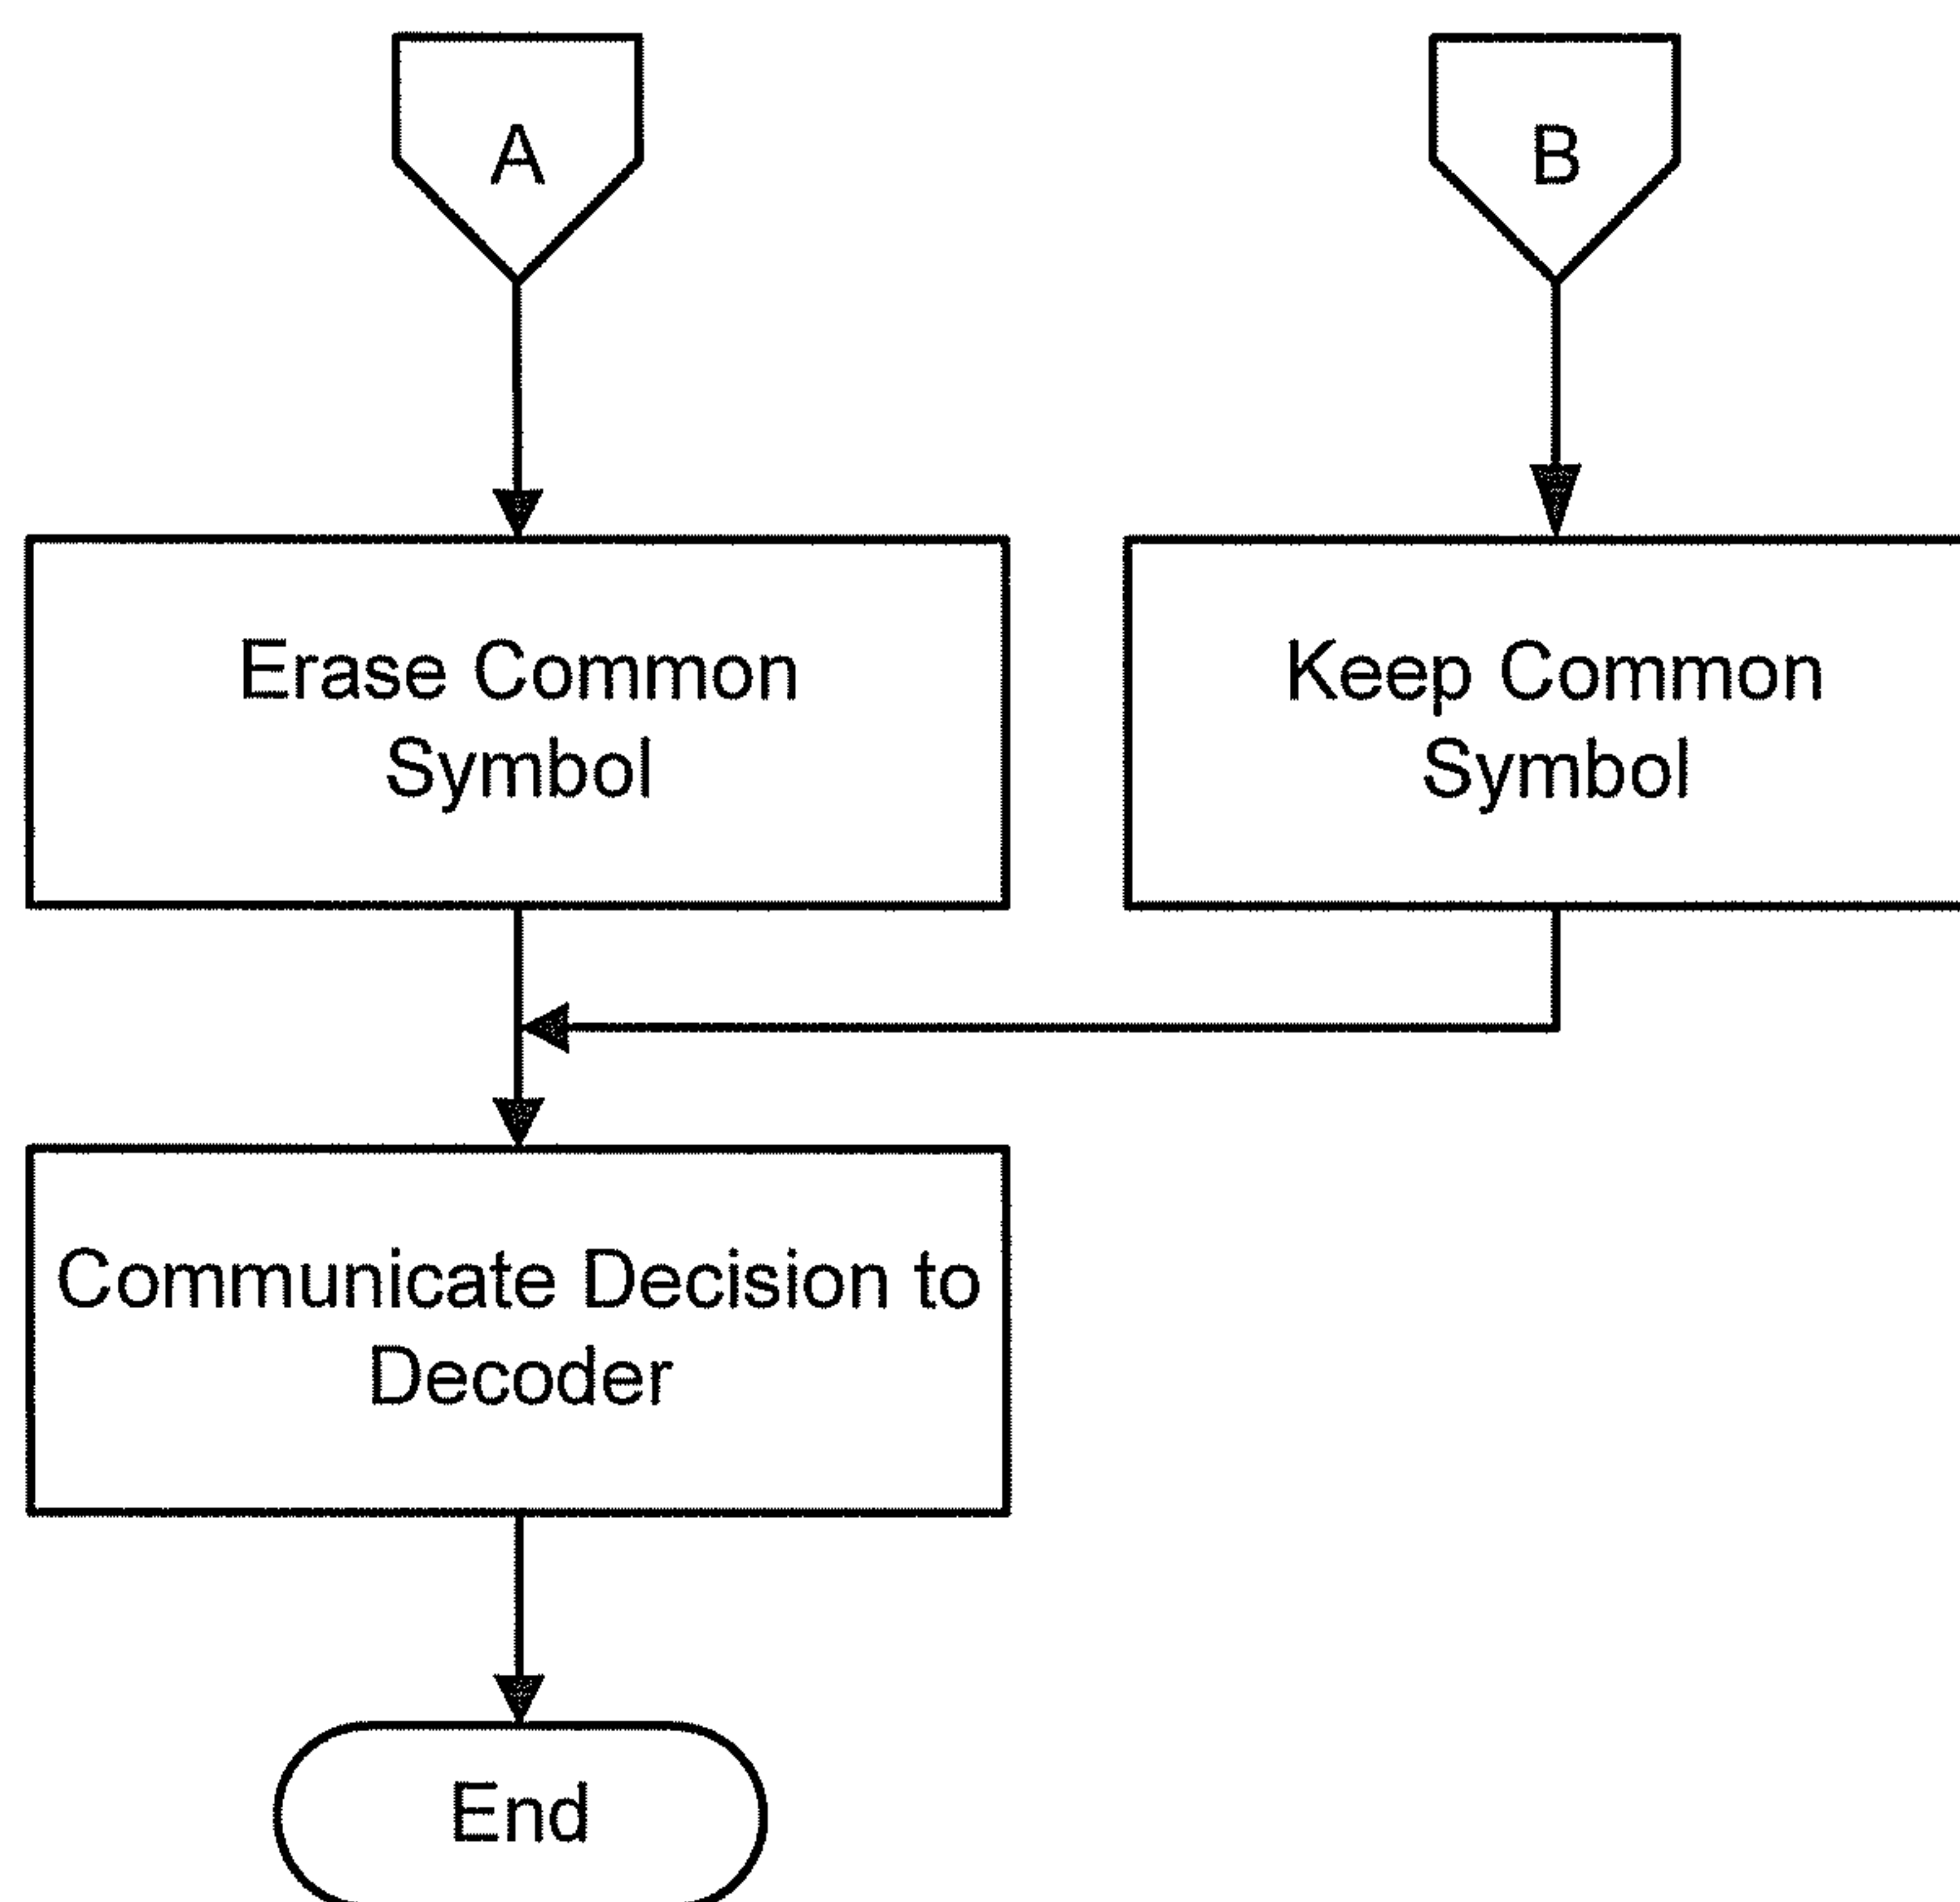 A
B
Erase Common
Symbol
Keep Common
Symbol
Communicate Decision to
Decoder
End